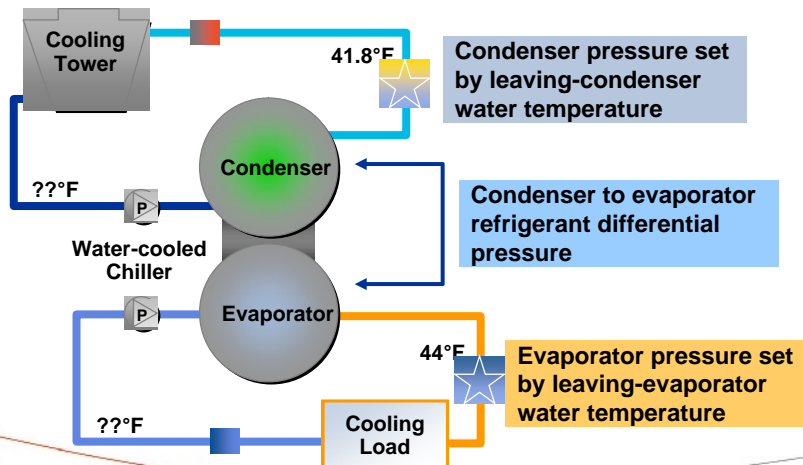 Cooling
Tower
41.8°F
Condenser pressure set
by leaving-condenser
water temperature
Condenser
??°F
P
Condenser to evaporator
refrigerant differential
pressure
Water-cooled
Chiller
P
Evaporator
44°F
Evaporator pressure set
by leaving-evaporator
water temperature
??°F
Cooling
Load